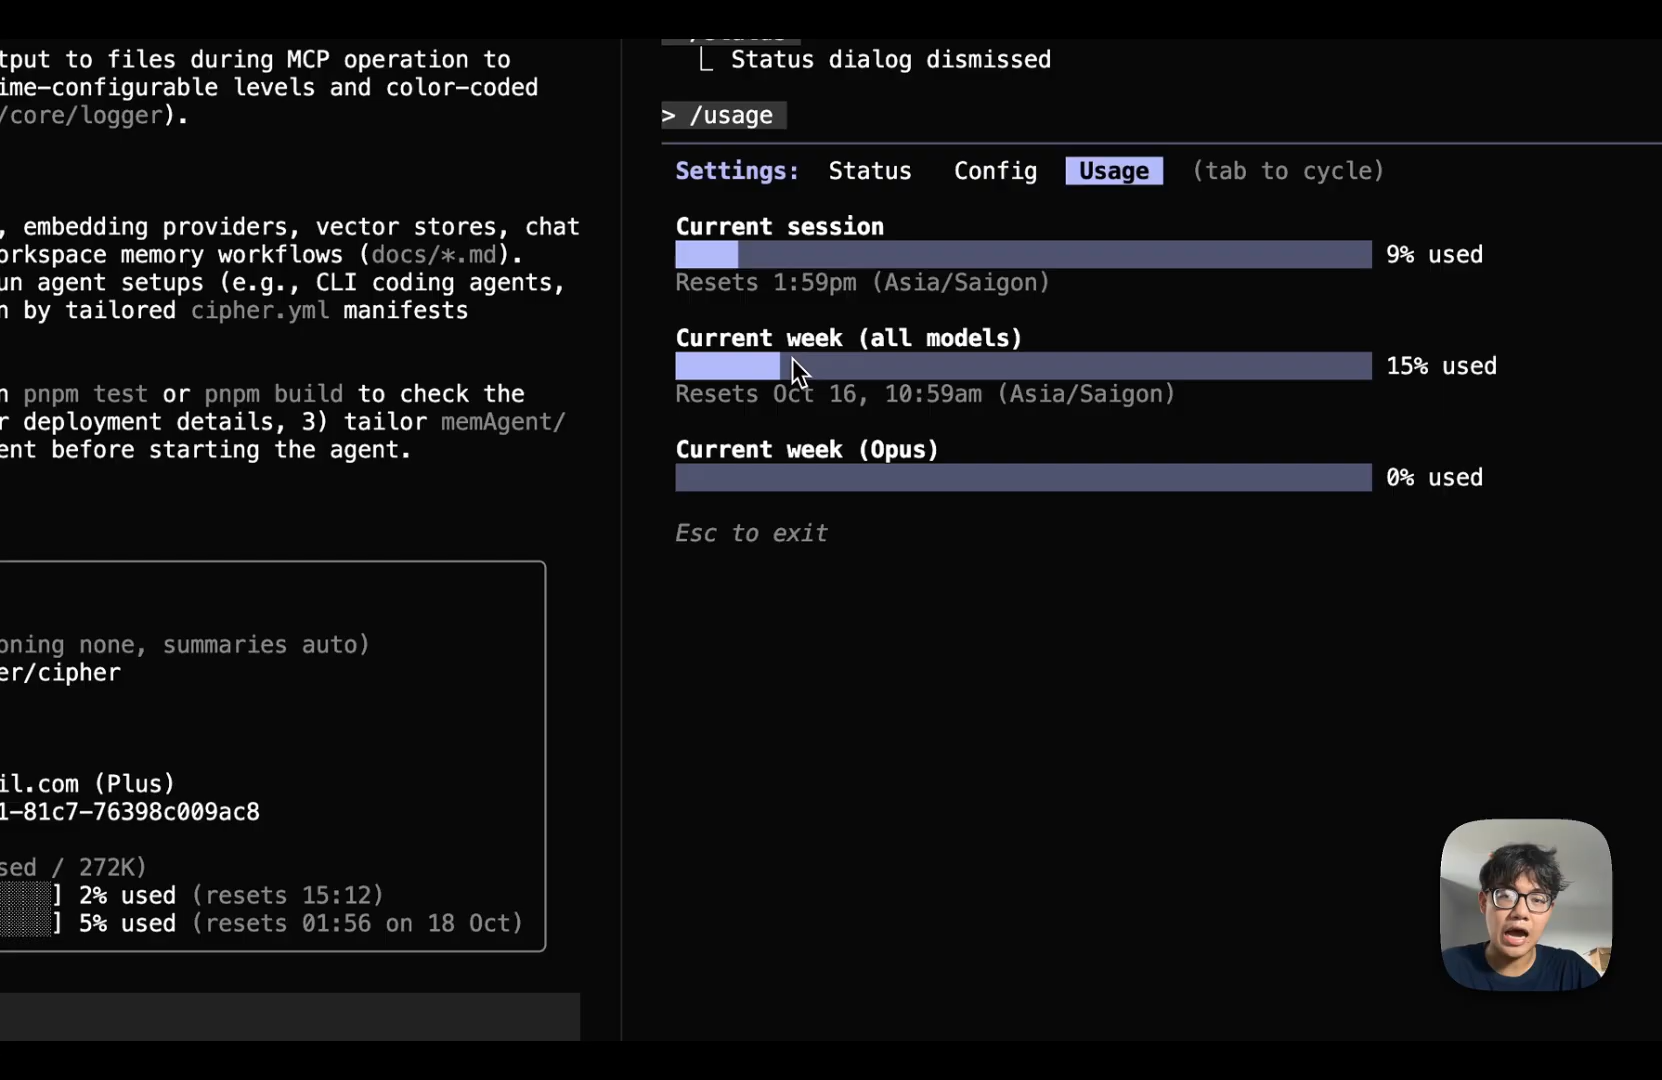 tput to files during MCP operation to
ime-configurable levels and color-coded
/core/logger).
, embedding providers, vector stores, chat
orkspace memory workflows (docs/*.md).
un agent setups (e.g., CLI coding agents,
n by tailored cipher.yml manifests
n pnpm test or pnpm build to check the
r deployment details, 3) tailor memAgent/
ent before starting the agent.
oning none, summaries auto)
er/cipher
il.com (Plus)
1-81c7-76398c009ac8
sed / 272K)
] 2% used (resets 15:12)
] 5% used (resets 01:56 on 18 Oct)
Status dialog dismissed
> /usage
Settings: Status Config Usage (tab to cycle)
Current session
9% used
Resets 1:59pm (Asia/Saigon)
Current week (all models)
15% used
Resets Oct 16, 10:59am (Asia/Saigon)
Current week (Opus)
0% used
Esc to exit